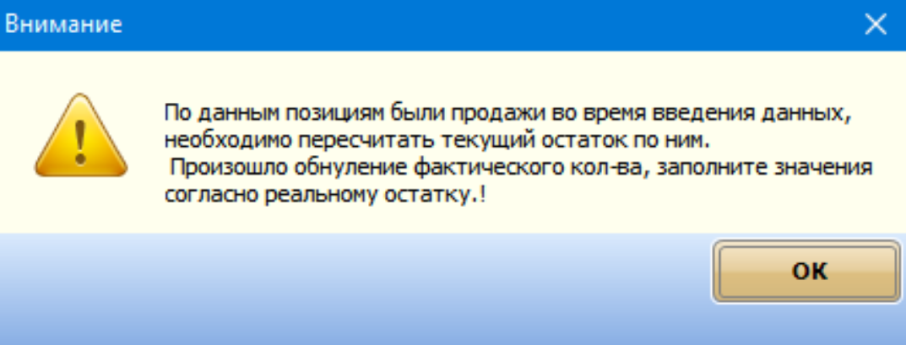 Внимание
По данным позициям были продажи во время введения данных,
необходимо пересчитать текущий остаток по ним.
Произошло обнуление фактического кол-ва, заполните значения
согласно реальному остатку.!
ОК